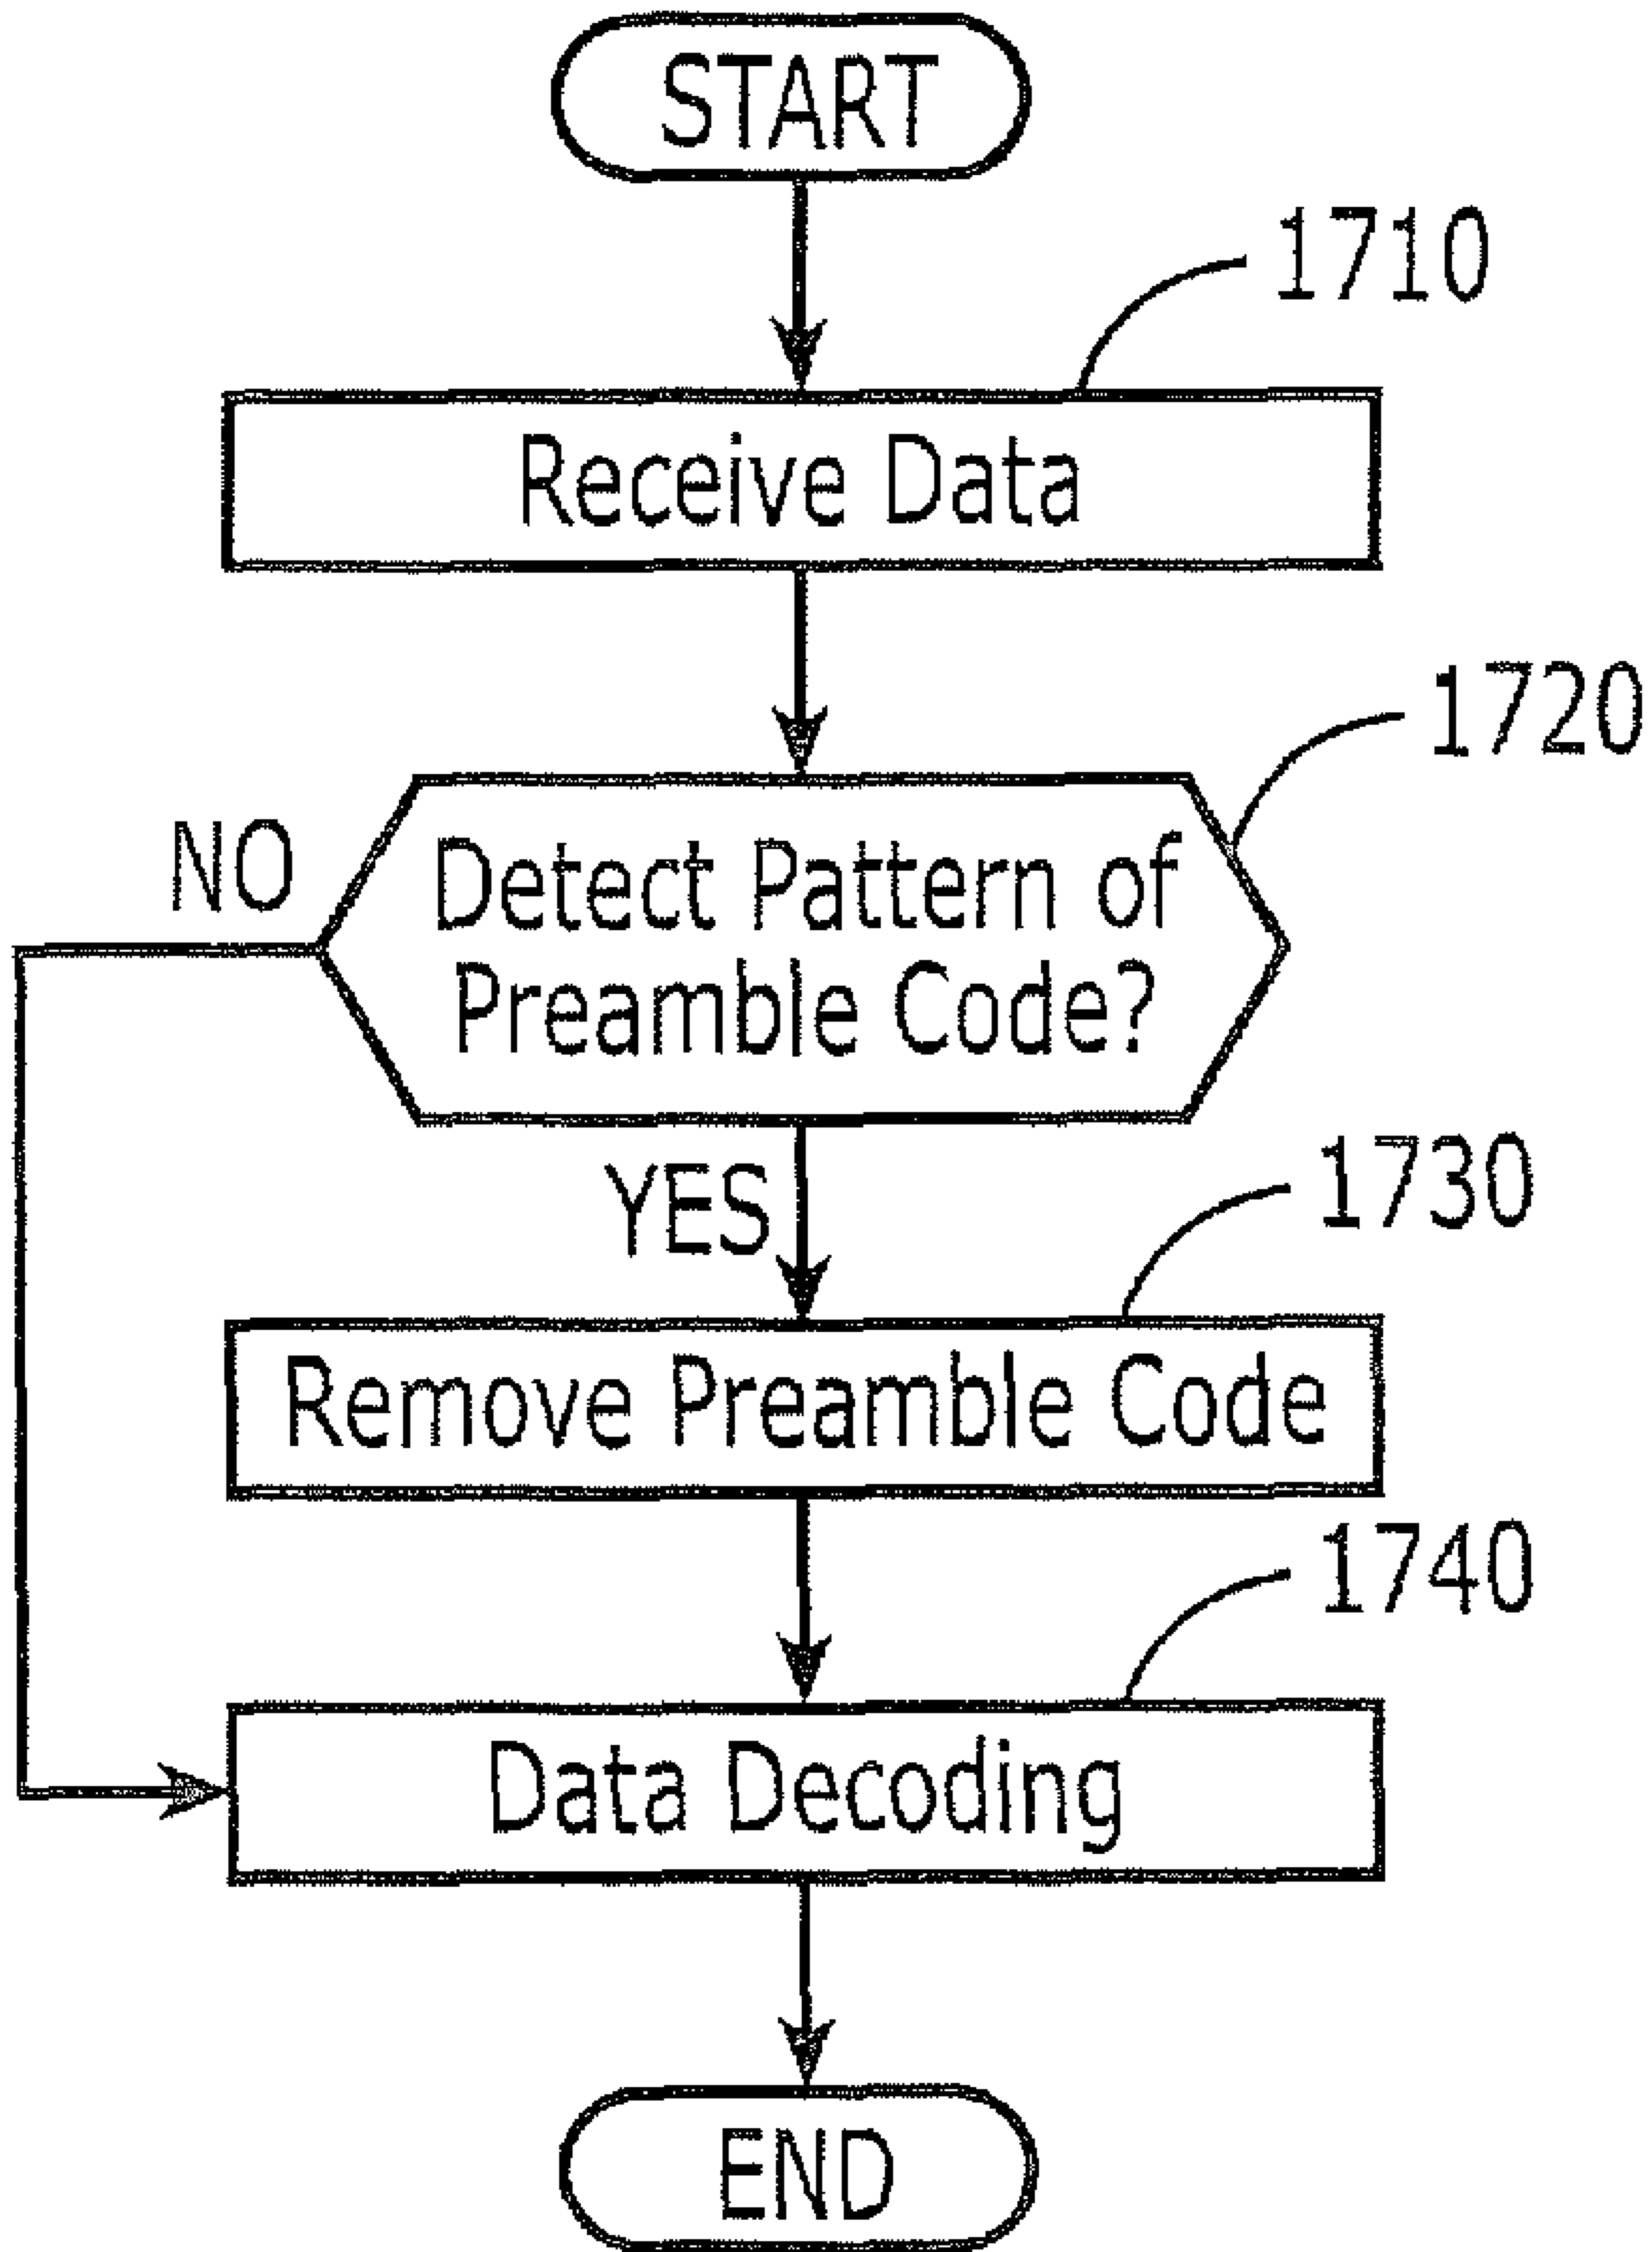 START
1710
Receive Data
1720
NO
Detect Pattern of
Preamble Code?
YES
1730
Remove Preamble Code
1740
Data Decoding
END